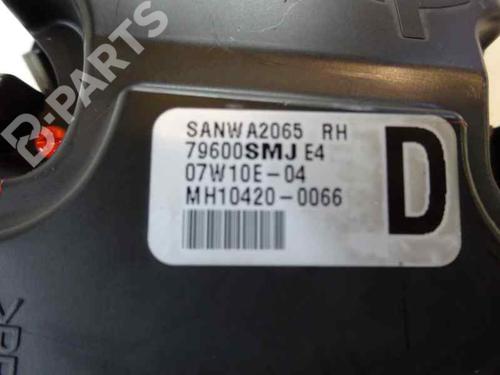 B-PARTS
SANWA2065 RH
79600SMJ E4
07W10E-04
MH10420-0066
D